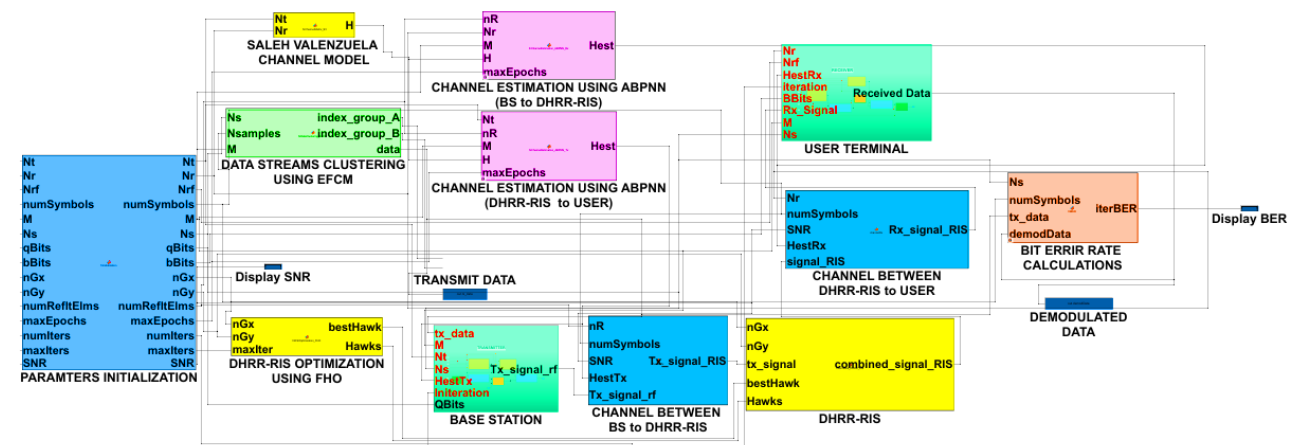 Nt
Nr
H
SALEH VALENZUELA
CHANNEL MODEL
nR
Nr
M
H
maxEpochs
Hest
CHANNEL ESTIMATION USING ABPNN
(BS to DHRR-RIS)
Nr
Nrf
HestRx
iteration
BBits
Rx_Signal
M
Ns
Received Data
USER TERMINAL
Ns
Nsamples
M
index_group_A
index_group_B
data
DATA STREAMS CLUSTERING
USING EFCM
Nt
nR
M
H
maxEpochs
Hest
CHANNEL ESTIMATION USING ABPNN
(DHRR-RIS to USER)
Nt Nt
Nr Nr
Nrf Nrf
numSymbols numSymbols
M M
Ns Ns
qBits qBits
bBits bBits
nGx nGx
nGy nGy
numRefltElms numRefltElms
maxEpochs maxEpochs
numIters numIters
maxIters maxIters
SNR SNR
PARAMTERS INITIALIZATION
Nr
numSymbols
SNR
HestRx
signal_RIS
Rx_signal_RIS
CHANNEL BETWEEN
DHRR-RIS to USER
Ns
numSymbols
tx_data
demodData
iterBER
BIT ERRIR RATE
CALCULATIONS
Display BER
Display SNR
TRANSMIT DATA
DEMODULATED
DATA
nGx
nGy
maxIter
bestHawk
Hawks
DHRR-RIS OPTIMIZATION
USING FHO
tx_data
M
Nt
Ns
HestTx
Initeration
QBits
Tx_signal_rf
BASE STATION
nR
numSymbols
SNR
HestTx
Tx_signal_rf
Tx_signal_RIS
CHANNEL BETWEEN
BS to DHRR-RIS
nGx
nGy
tx_signal
bestHawk
Hawks
combined_signal_RIS
DHRR-RIS